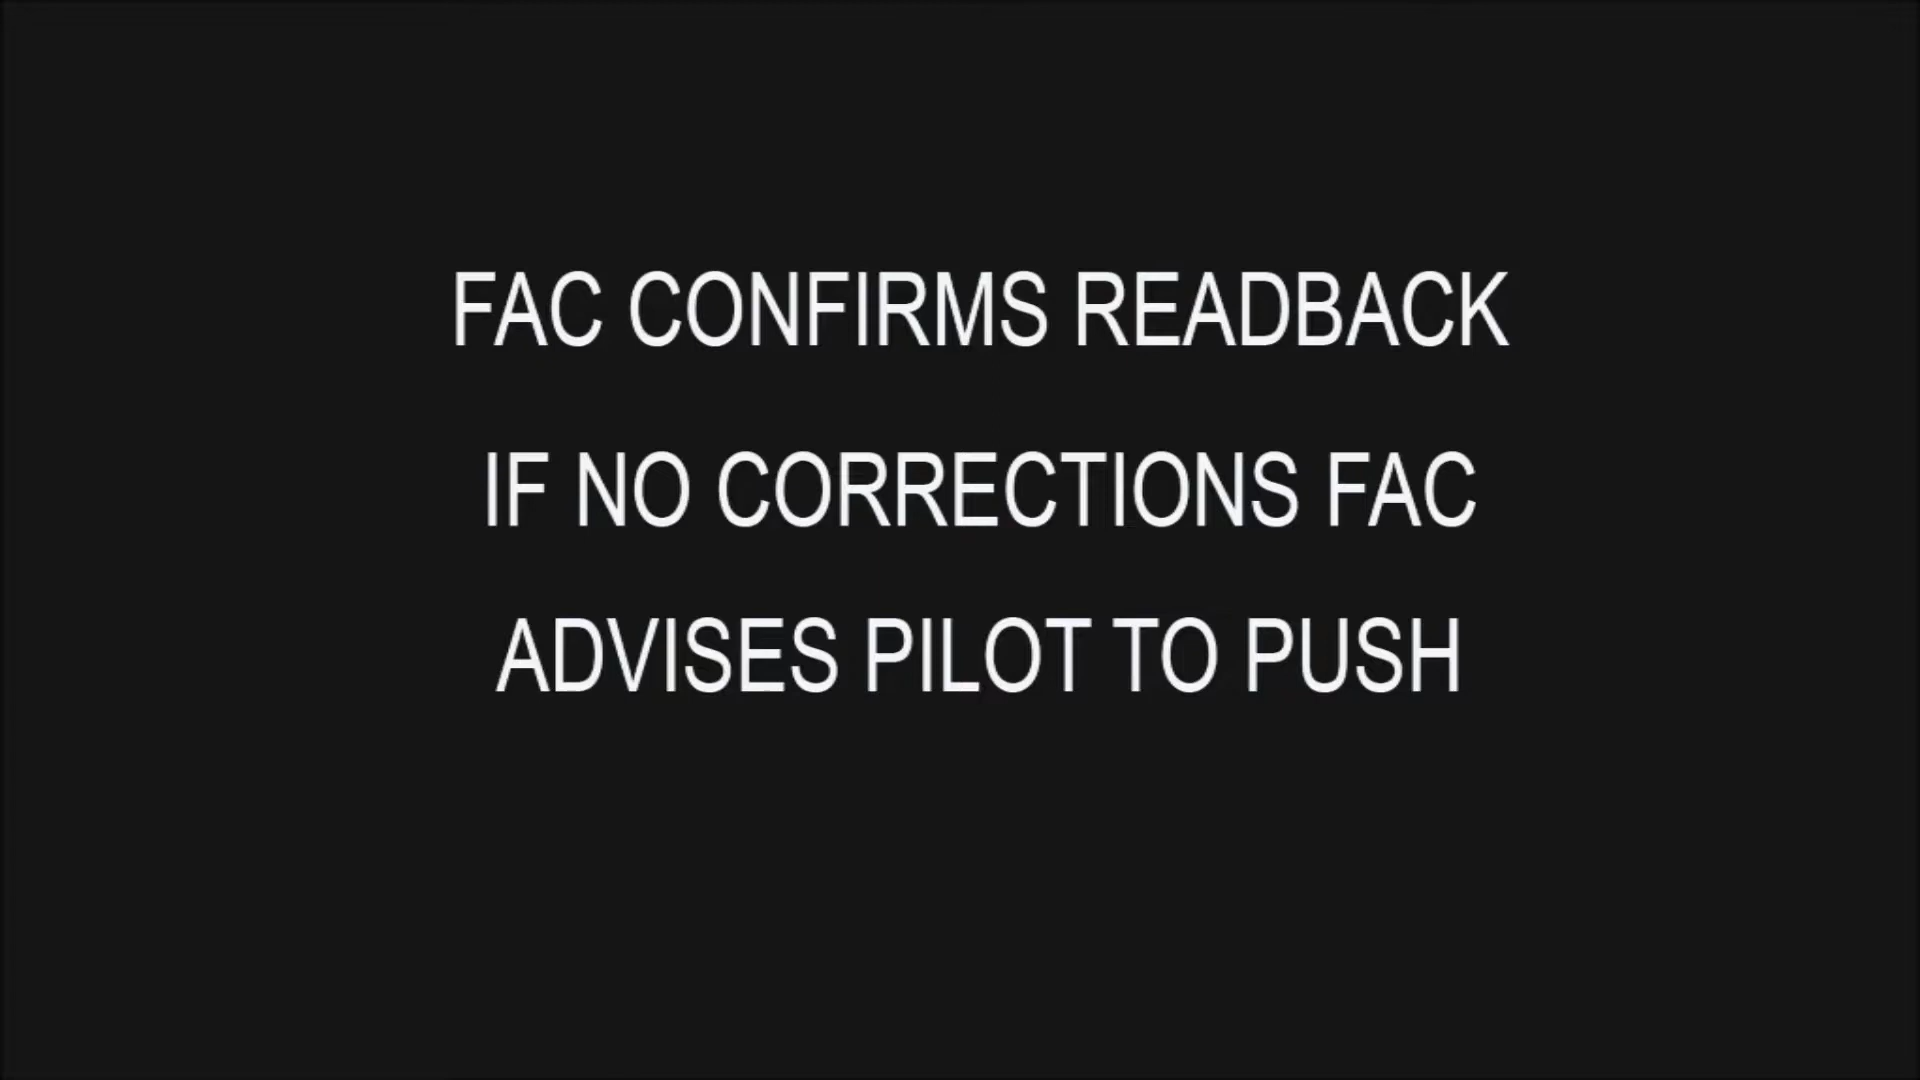 FAC CONFIRMS READBACK
IF NO CORRECTIONS FAC
ADVISES PILOT TO PUSH